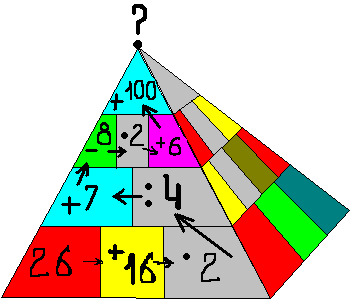 ?
+100
-8 → ·2 → +6
+7 ← :4
26 → +16 → ·2